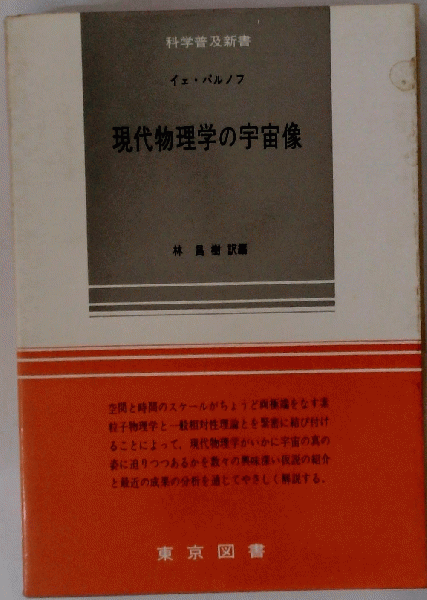 科学普及新書
イェ・パルノフ
現代物理学の宇宙像
林 昌樹 訳編
空間と時間のスケールがちょうど両極端をなす素
粒子物理学と一般相対性理論とを緊密に結び付け
ることによって、現代物理学がいかに宇宙の真の
姿に迫りつつあるかを数々の興味深い仮説の紹介
と最近の成果の分析を通じてやさしく解説する。
東京図書